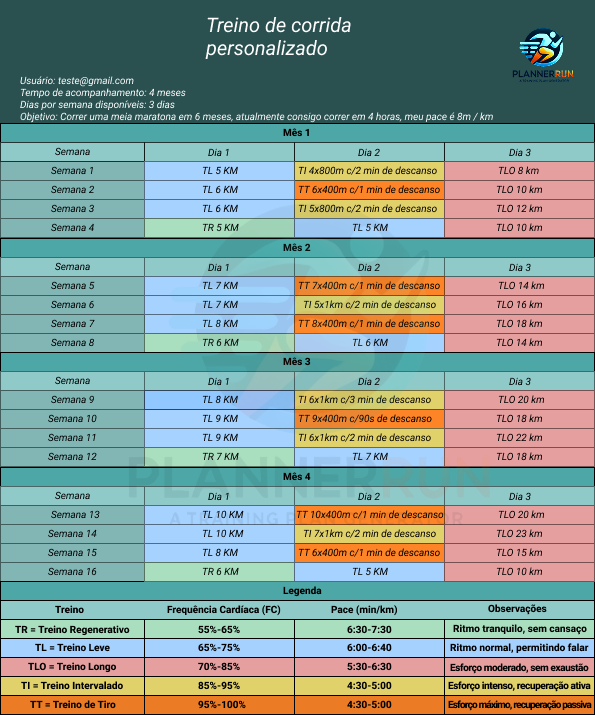 Treino de corrida
personalizado
PLANNERRUN
Usuário: teste@gmail.com
Tempo de acompanhamento: 4 meses
Dias por semana disponíveis: 3 dias
Objetivo: Correr uma meia maratona em 6 meses, atualmente consigo correr em 4 horas, meu pace é 8m / km
Mês 1
Semana Dia 1 Dia 2 Dia 3
Semana 1 TL 5 KM TI 4x800m c/2 min de descanso TLO 8 km
Semana 2 TL 6 KM TT 6x400m c/1 min de descanso TLO 10 km
Semana 3 TL 6 KM TI 5x800m c/2 min de descanso TLO 12 km
Semana 4 TR 5 KM TL 5 KM TLO 10 km
Mês 2
Semana Dia 1 Dia 2 Dia 3
Semana 5 TL 7 KM TT 7x400m c/1 min de descanso TLO 14 km
Semana 6 TL 7 KM TI 5x1km c/2 min de descanso TLO 16 km
Semana 7 TL 8 KM TT 8x400m c/1 min de descanso TLO 18 km
Semana 8 TR 6 KM TL 6 KM TLO 14 km
Mês 3
Semana Dia 1 Dia 2 Dia 3
Semana 9 TL 8 KM TI 6x1km c/3 min de descanso TLO 20 km
Semana 10 TL 9 KM TT 9x400m c/90s de descanso TLO 18 km
Semana 11 TL 9 KM TI 6x1km c/2 min de descanso TLO 22 km
Semana 12 TR 7 KM TL 7 KM TLO 18 km
PLANNERRUN
Mês 4
Semana Dia 1 Dia 2 Dia 3
Semana 13 TL 10 KM TT 10x400m c/1 min de descanso TLO 20 km
A TRAINING PLAN GENERATOR
Semana 14 TL 10 KM TI 7x1km c/2 min de descanso TLO 23 km
Semana 15 TL 8 KM TT 6x400m c/1 min de descanso TLO 15 km
Semana 16 TR 6 KM TL 5 KM TLO 10 km
Legenda
Treino Frequência Cardíaca (FC) Pace (min/km) Observações
TR = Treino Regenerativo 55%-65% 6:30-7:30 Ritmo tranquilo, sem cansaço
TL = Treino Leve 65%-75% 6:00-6:40 Ritmo normal, permitindo falar
TLO = Treino Longo 70%-85% 5:30-6:30 Esforço moderado, sem exaustão
TI = Treino Intervalado 85%-95% 4:30-5:00 Esforço intenso, recuperação ativa
TT = Treino de Tiro 95%-100% 4:30-5:00 Esforço máximo, recuperação passiva